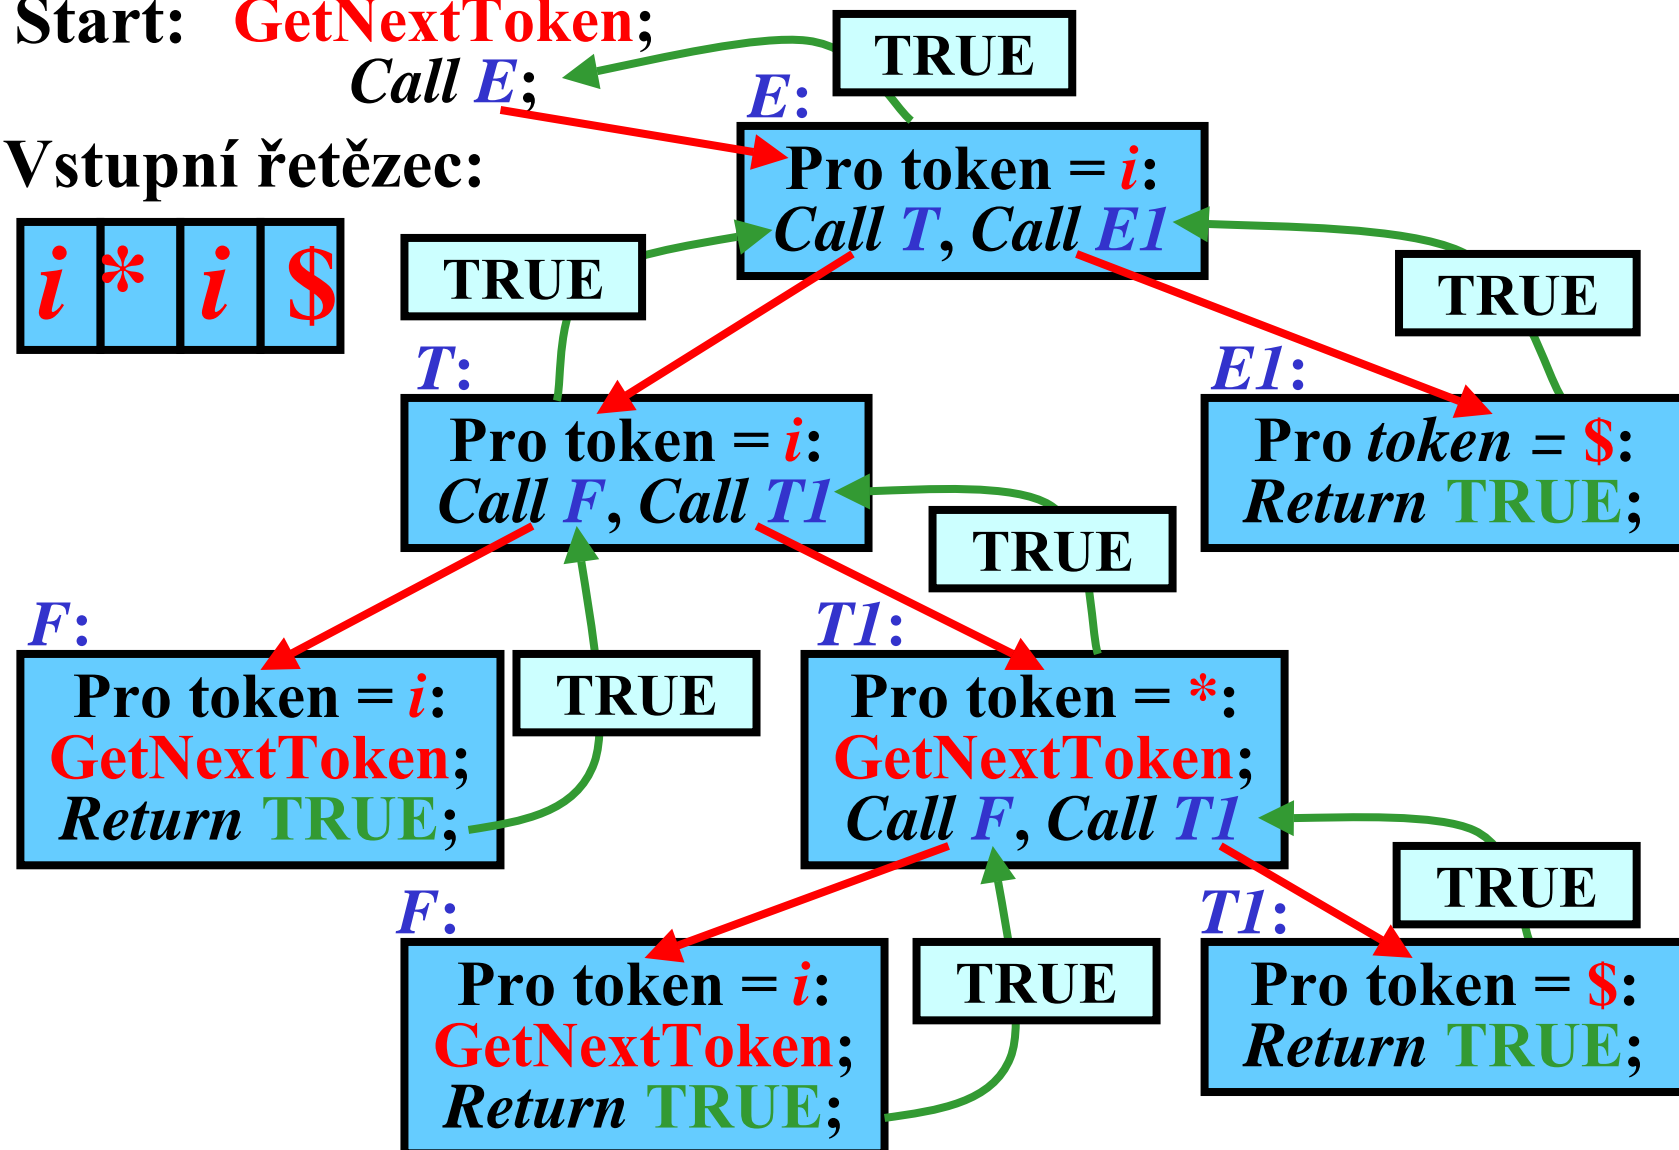 Start: GetNextToken;
Call E;
TRUE
E:
Vstupní řetězec:
i * i $
Pro token = i:
Call T, Call E1
TRUE
TRUE
T:
Pro token = i:
Call F, Call T1
E1:
Pro token = $:
Return TRUE;
TRUE
F:
Pro token = i:
GetNextToken;
Return TRUE;
TRUE
T1:
Pro token = *:
GetNextToken;
Call F, Call T1
TRUE
F:
Pro token = i:
GetNextToken;
Return TRUE;
TRUE
T1:
Pro token = $:
Return TRUE;